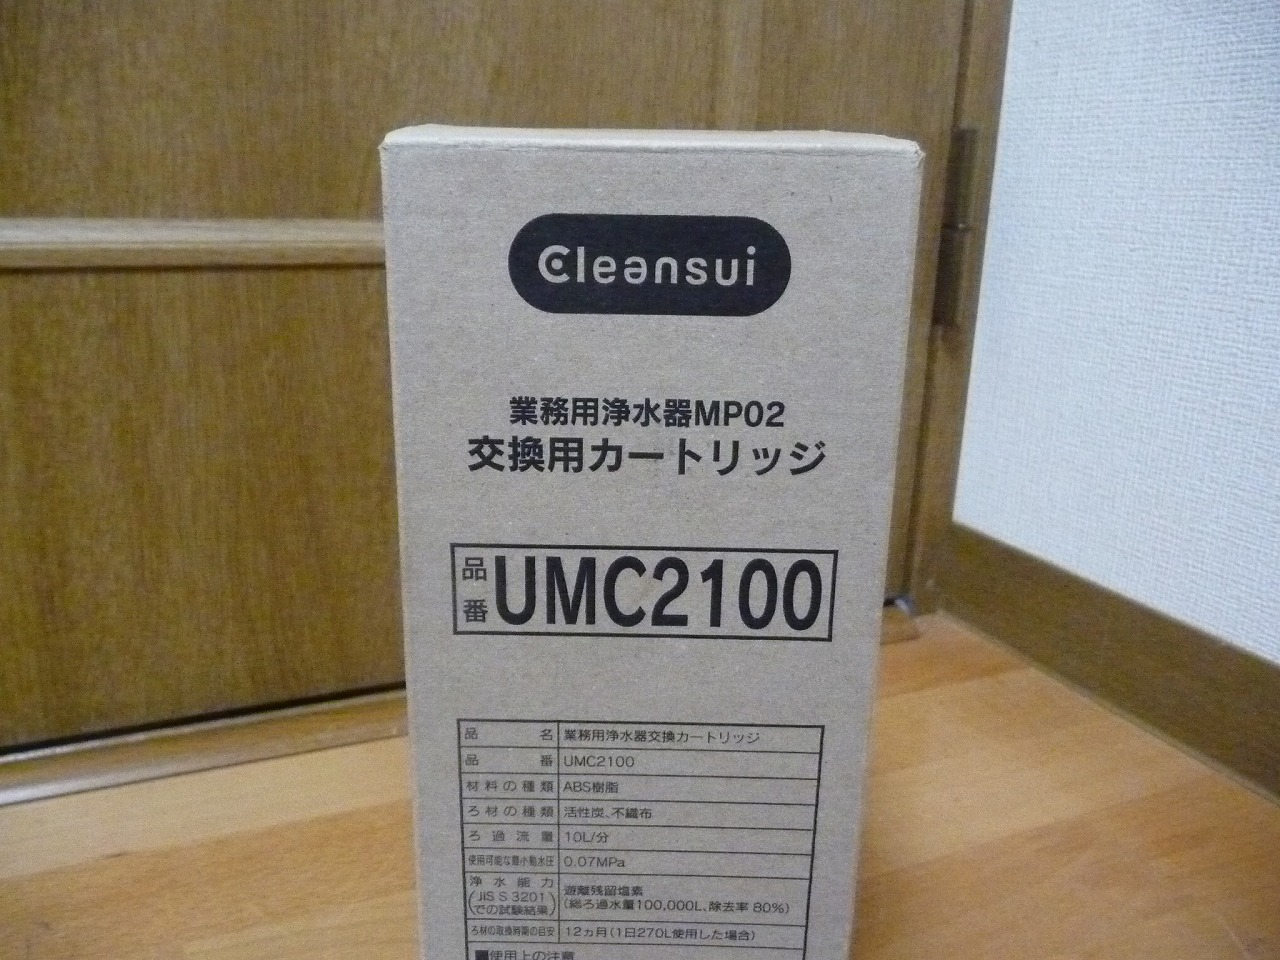 Cleansui
業務用浄水器MP02
交換用カートリッジ
品番 UMC2100
品名 業務用浄水器交換カートリッジ
品番 UMC2100
材料の種類 ABS樹脂
ろ材の種類 活性炭、不織布
ろ過流量 10L/分
使用可能な最小動水圧 0.07MPa
浄水能力 遊離残留塩素
(JIS S 3201 (総ろ過水量100,000L、除去率 80%)
での試験結果)
ろ材の取換時期の目安 12ヵ月(1日270L使用した場合)
■使用上の注意